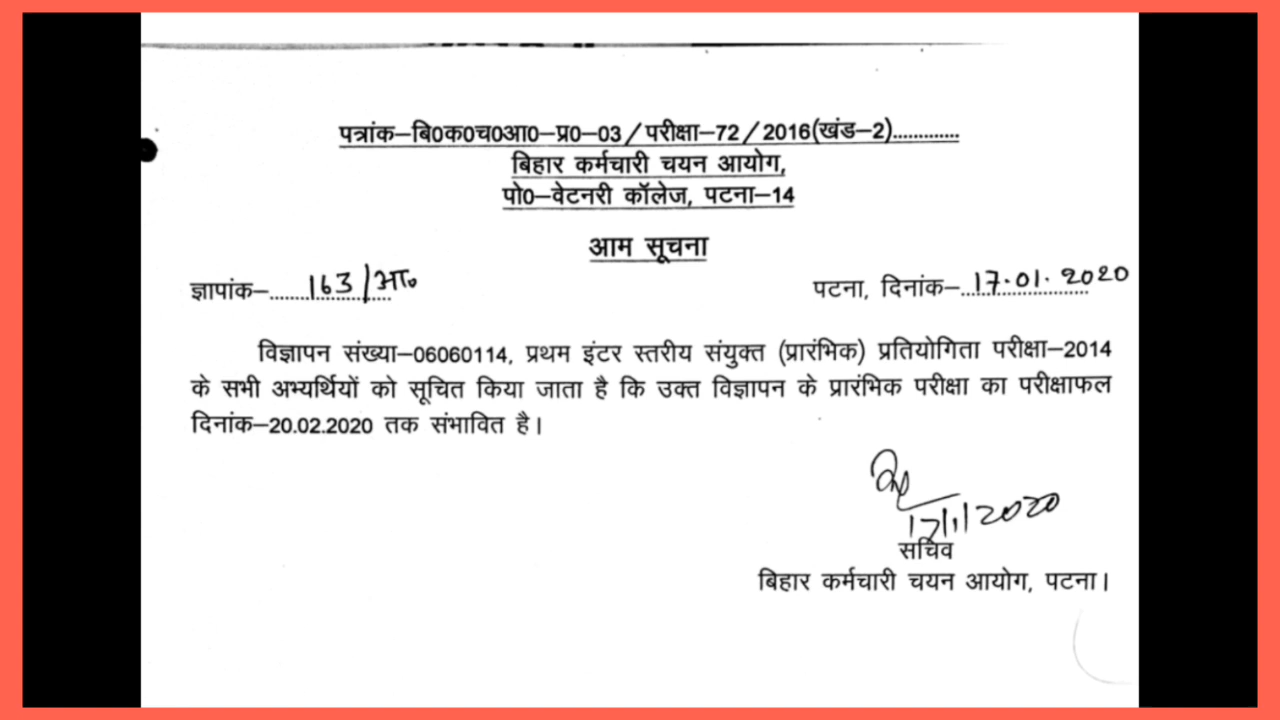 पत्रांक–बि0क0च0आ0–प्र0–03/परीक्षा–72/2016(खंड–2).............
बिहार कर्मचारी चयन आयोग,
पो0–वेटनरी कॉलेज, पटना–14
आम सूचना
ज्ञापांक–....163/आ०
पटना, दिनांक–..17.01.2020
विज्ञापन संख्या–06060114, प्रथम इंटर स्तरीय संयुक्त (प्रारंभिक) प्रतियोगिता परीक्षा–2014
के सभी अभ्यर्थियों को सूचित किया जाता है कि उक्त विज्ञापन के प्रारंभिक परीक्षा का परीक्षाफल
दिनांक–20.02.2020 तक संभावित है।
17/1/2020
सचिव
बिहार कर्मचारी चयन आयोग, पटना।